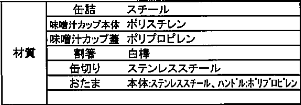 缶詰 スチール
味噌汁カップ本体 ポリスチレン
味噌汁カップ蓋 ポリプロピレン
材質 割箸 白樺
缶切り ステンレススチール
おたま 本体:ステンレススチール、ハンドル:ポリプロピレン